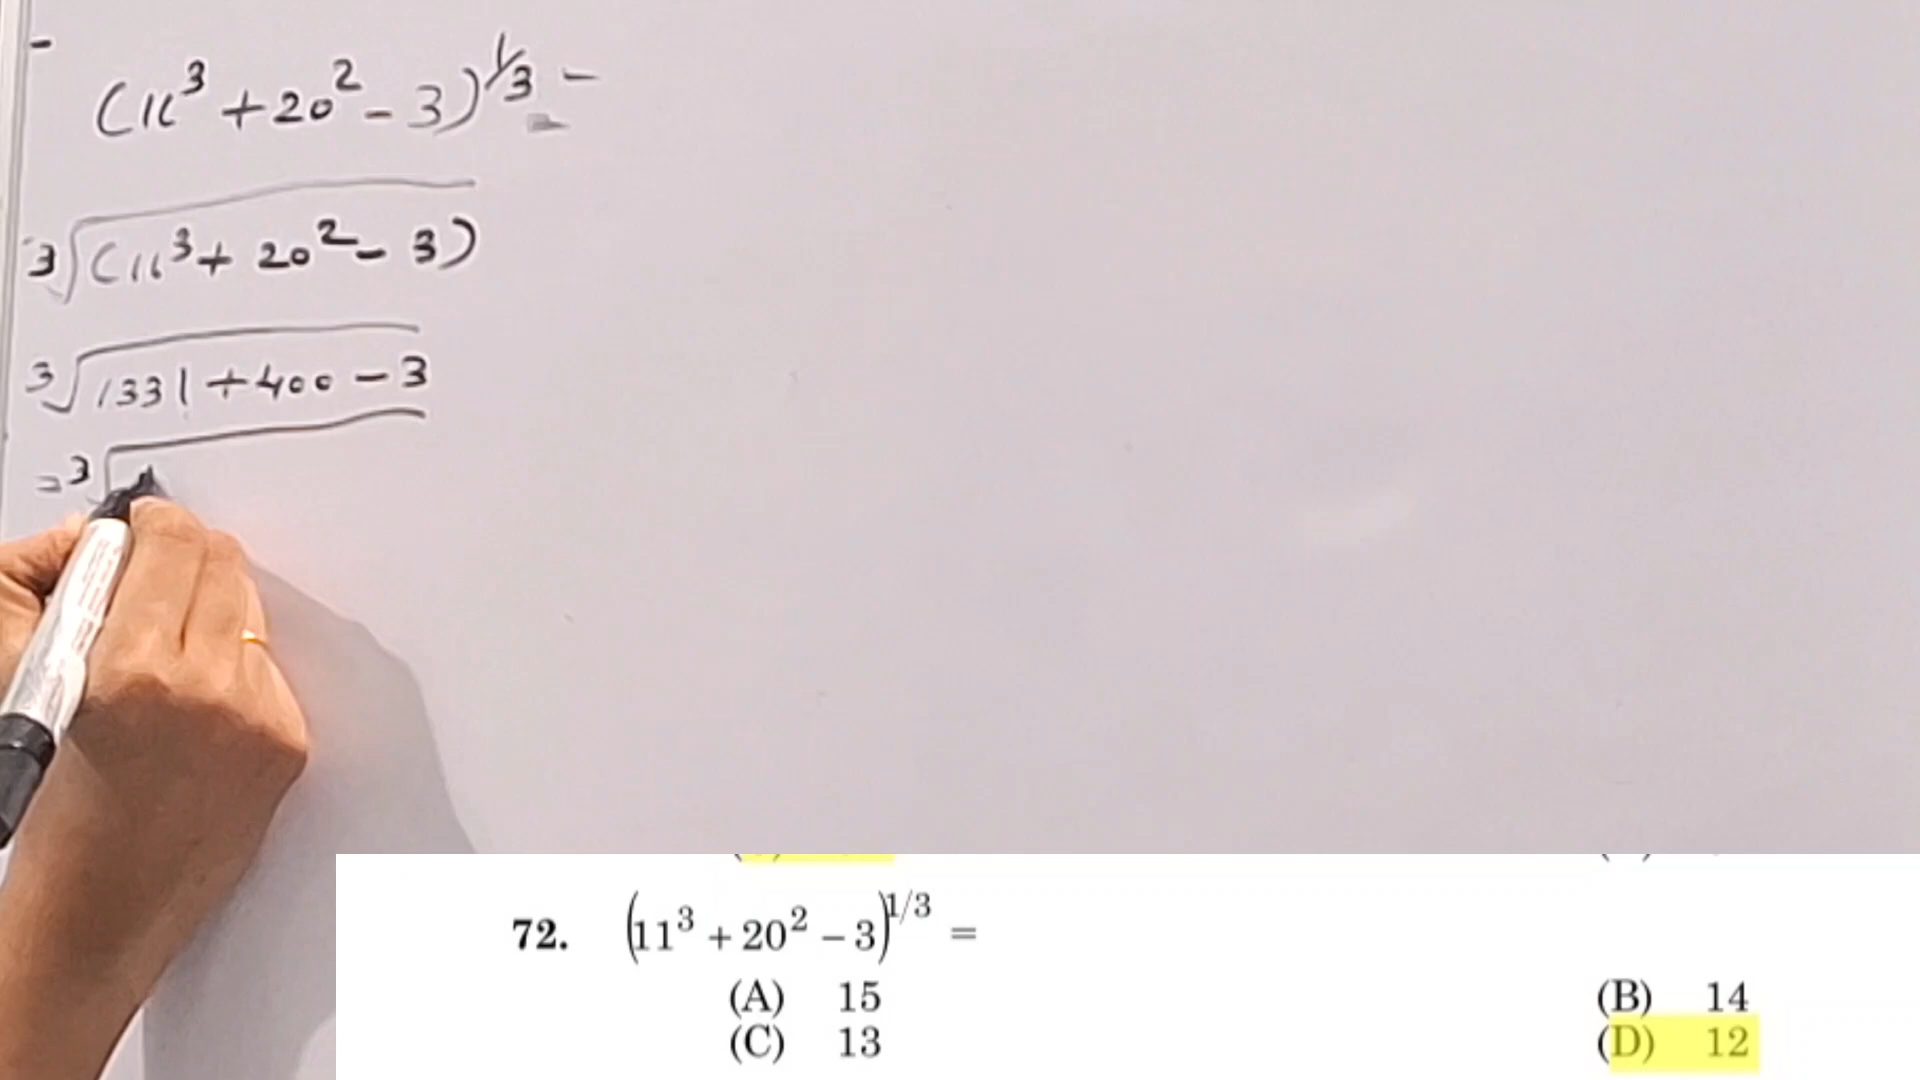 (11³ + 20² - 3)^1/3 =
³√(11³ + 20² - 3)
³√1331 + 400 - 3
= ³√
72. (11³ + 20² − 3)^1/3 =
(A) 15 (B) 14
(C) 13 (D) 12